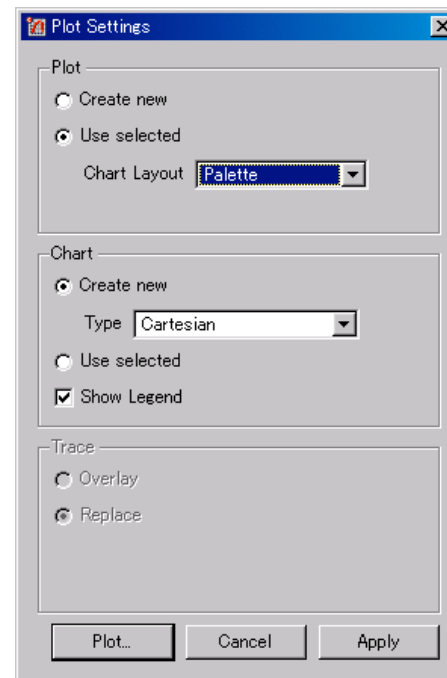 Plot Settings
Plot
Create new
Use selected
Chart Layout Palette
Chart
Create new
Type Cartesian
Use selected
Show Legend
Trace
Overlay
Replace
Plot... Cancel Apply